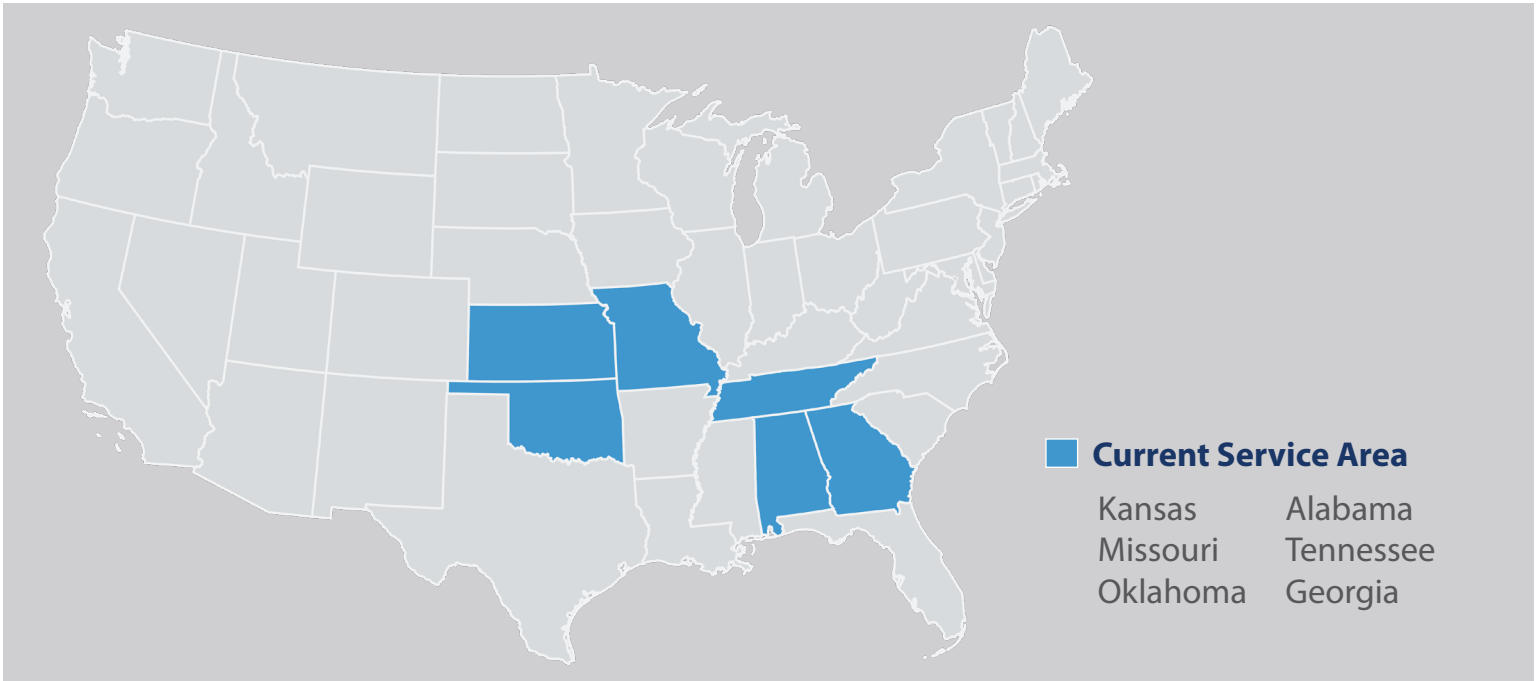 Current Service Area
Kansas
Missouri
Oklahoma
Alabama
Tennessee
Georgia